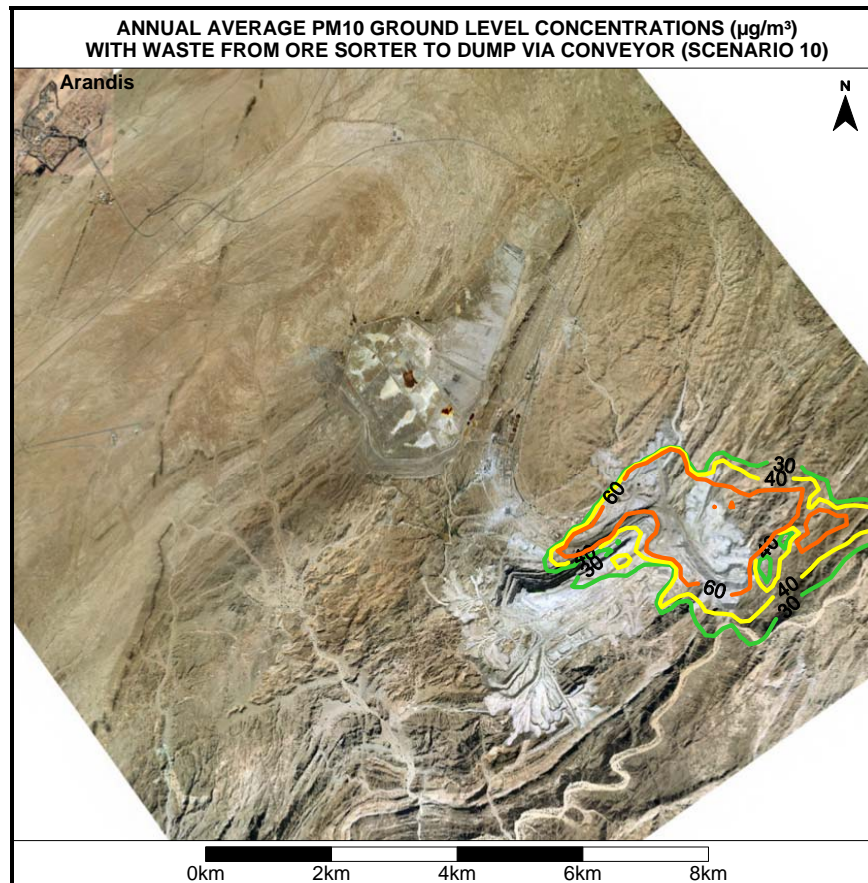 ANNUAL AVERAGE PM10 GROUND LEVEL CONCENTRATIONS (µg/m³)
WITH WASTE FROM ORE SORTER TO DUMP VIA CONVEYOR (SCENARIO 10)
Arandis
N
30
40
60
40
30
60
40
30
0km 2km 4km 6km 8km